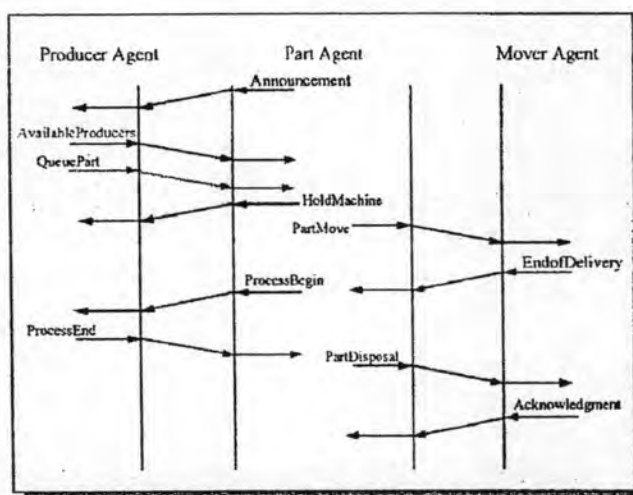 Producer Agent
Part Agent
Mover Agent
Announcement
AvailableProducers
QueuePart
HoldMachine
PartMove
EndofDelivery
ProcessBegin
ProcessEnd
PartDisposal
Acknowledgment